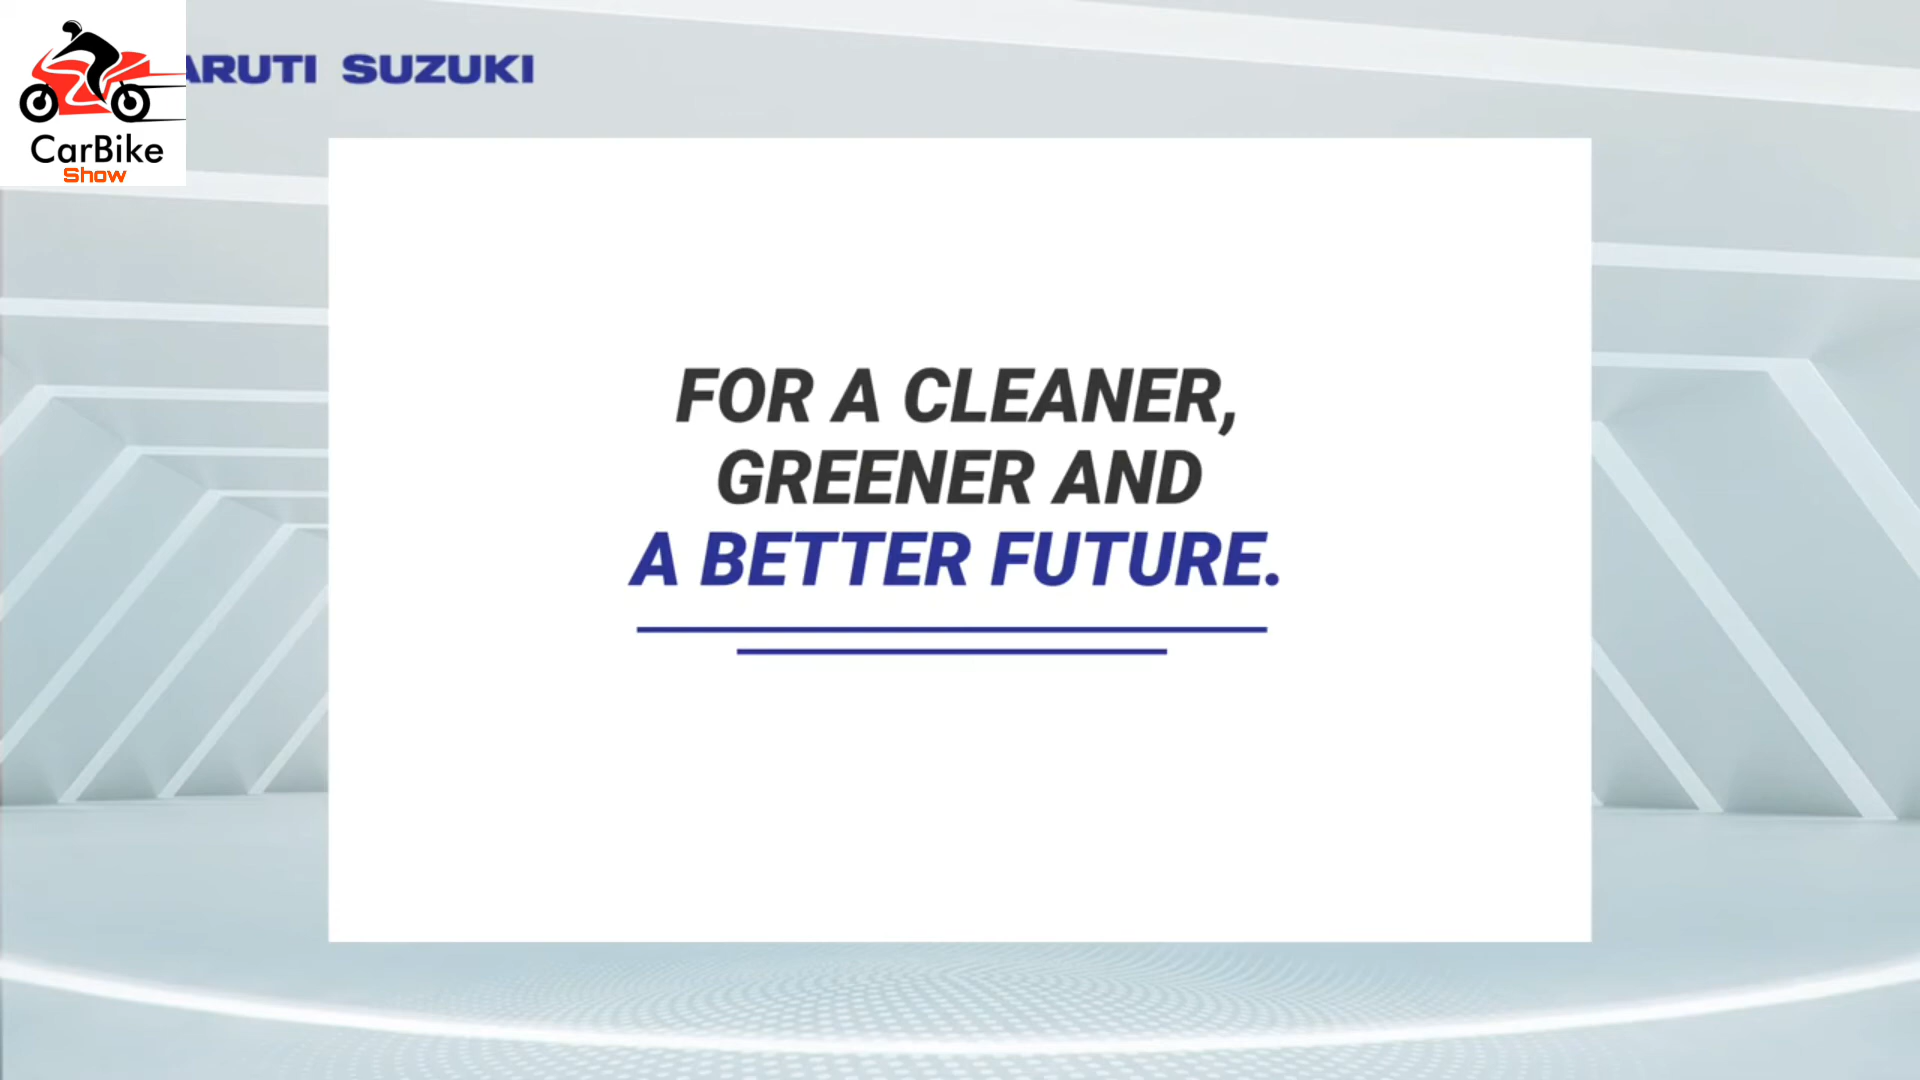 ARUTI SUZUKI
CarBike
Show
FOR A CLEANER,
GREENER AND
A BETTER FUTURE.